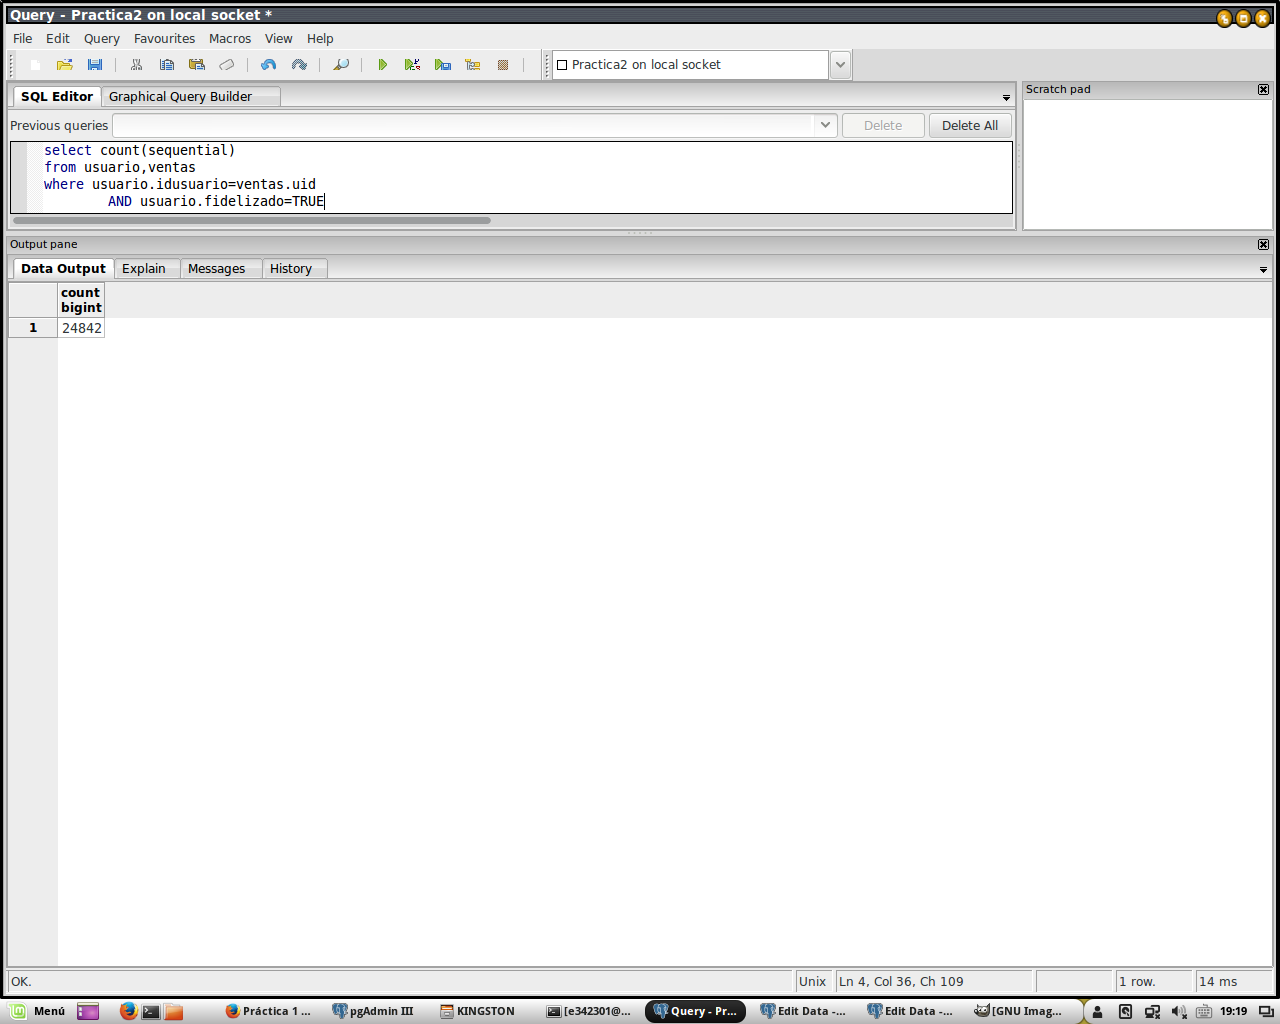 Query - Practica2 on local socket *
File Edit Query Favourites Macros View Help
Practica2 on local socket
SQL Editor Graphical Query Builder
Scratch pad
Previous queries Delete Delete All
select count(sequential)
from usuario,ventas
where usuario.idusuario=ventas.uid
AND usuario.fidelizado=TRUE
Output pane
Data Output Explain Messages History
count
bigint
1 24842
OK. Unix Ln 4, Col 36, Ch 109 1 row. 14 ms
Menú Práctica 1 ... pgAdmin III KINGSTON [e342301@... Query - Pr... Edit Data -... Edit Data -... [GNU Imag... 19:19